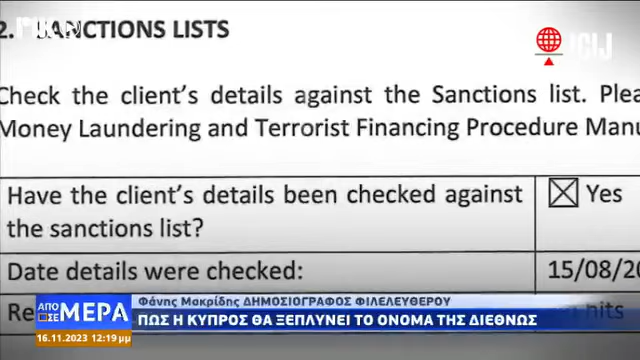 2. SANCTIONS LISTS
ICIJ
Check the client's details against the Sanctions list.
Money Laundering and Terrorist Financing Procedure
Have the client's details been checked against
the sanctions list?
Yes
Date details were checked:
15/08/20
hits
ΑΠΟ
ΣΕ ΜΕΡΑ
Φάνης Μακρίδης ΔΗΜΟΣΙΟΓΡΑΦΟΣ ΦΙΛΕΛΕΥΘΕΡΟΥ
ΠΩΣ Η ΚΥΠΡΟΣ ΘΑ ΞΕΠΛΥΝΕΙ ΤΟ ΟΝΟΜΑ ΤΗΣ ΔΙΕΘΝΩΣ
16.11.2023 12:19 μμ